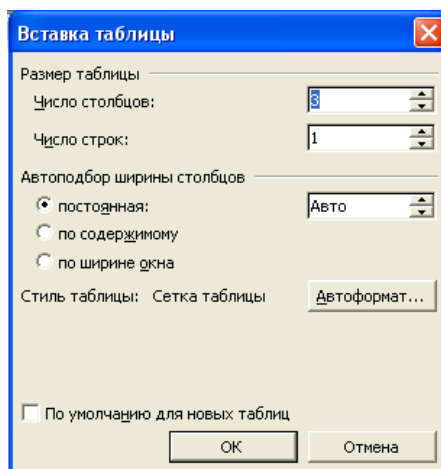 Вставка таблицы
Размер таблицы
Число столбцов: 3
Число строк: 1
Автоподбор ширины столбцов
постоянная: Авто
по содержимому
по ширине окна
Стиль таблицы: Сетка таблицы Автоформат...
По умолчанию для новых таблиц
ОК Отмена